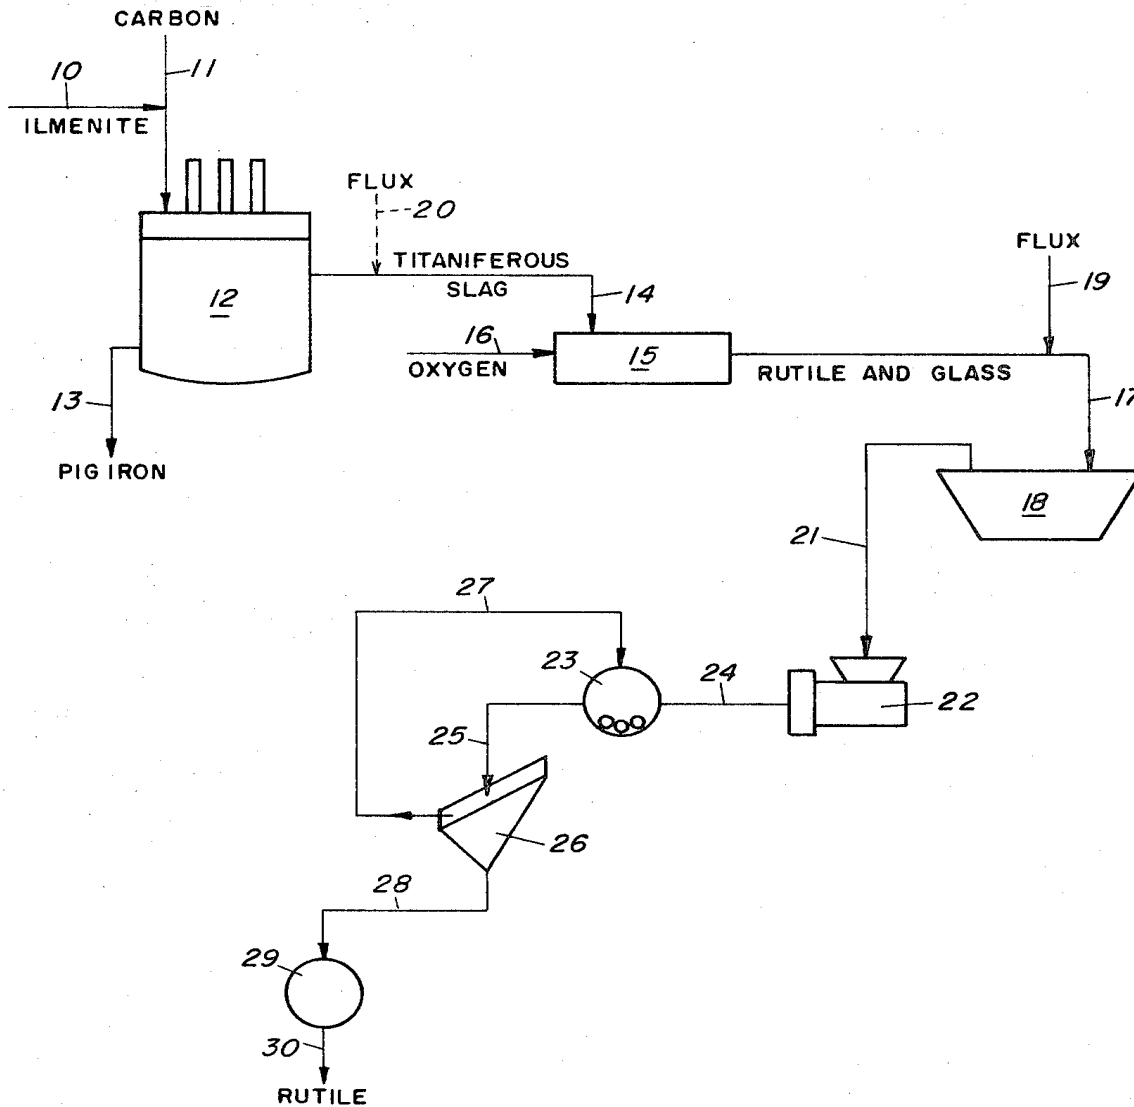 CARBON
11
10
ILMENITE
FLUX
20
TITANIFEROUS
SLAG
14
12
FLUX
19
16
OXYGEN
15
RUTILE AND GLASS
17
13
PIG IRON
18
21
27
23
24
22
25
26
28
29
30
RUTILE